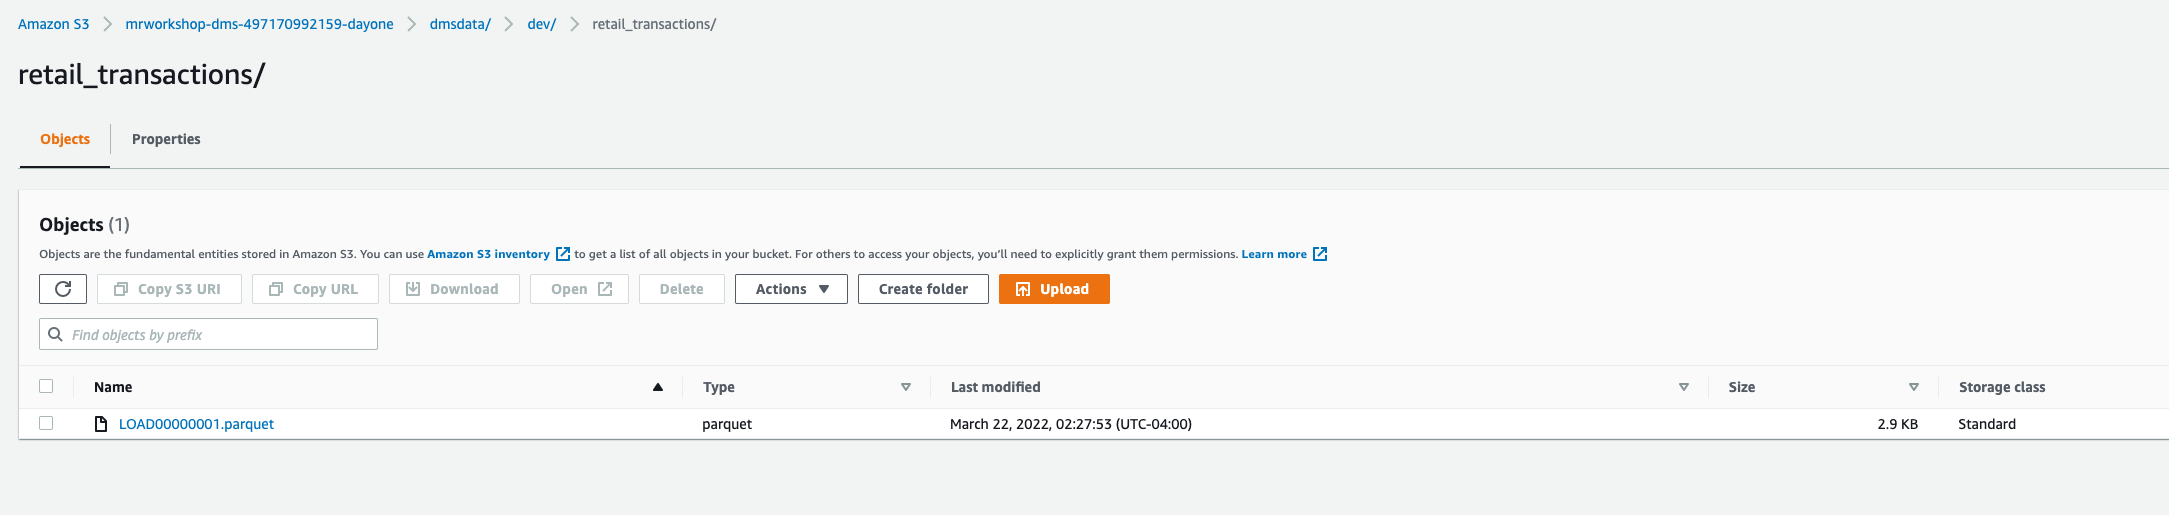 Amazon S3 > mrworkshop-dms-497170992159-dayone > dmsdata/ > dev/ > retail_transactions/
retail_transactions/
Objects Properties
Objects (1)
Objects are the fundamental entities stored in Amazon S3. You can use Amazon S3 inventory to get a list of all objects in your bucket. For others to access your objects, you'll need to explicitly grant them permissions. Learn more
Copy S3 URI Copy URL Download Open Delete Actions Create folder Upload
Find objects by prefix
Name Type Last modified Size Storage class
LOAD00000001.parquet parquet March 22, 2022, 02:27:53 (UTC-04:00) 2.9 KB Standard